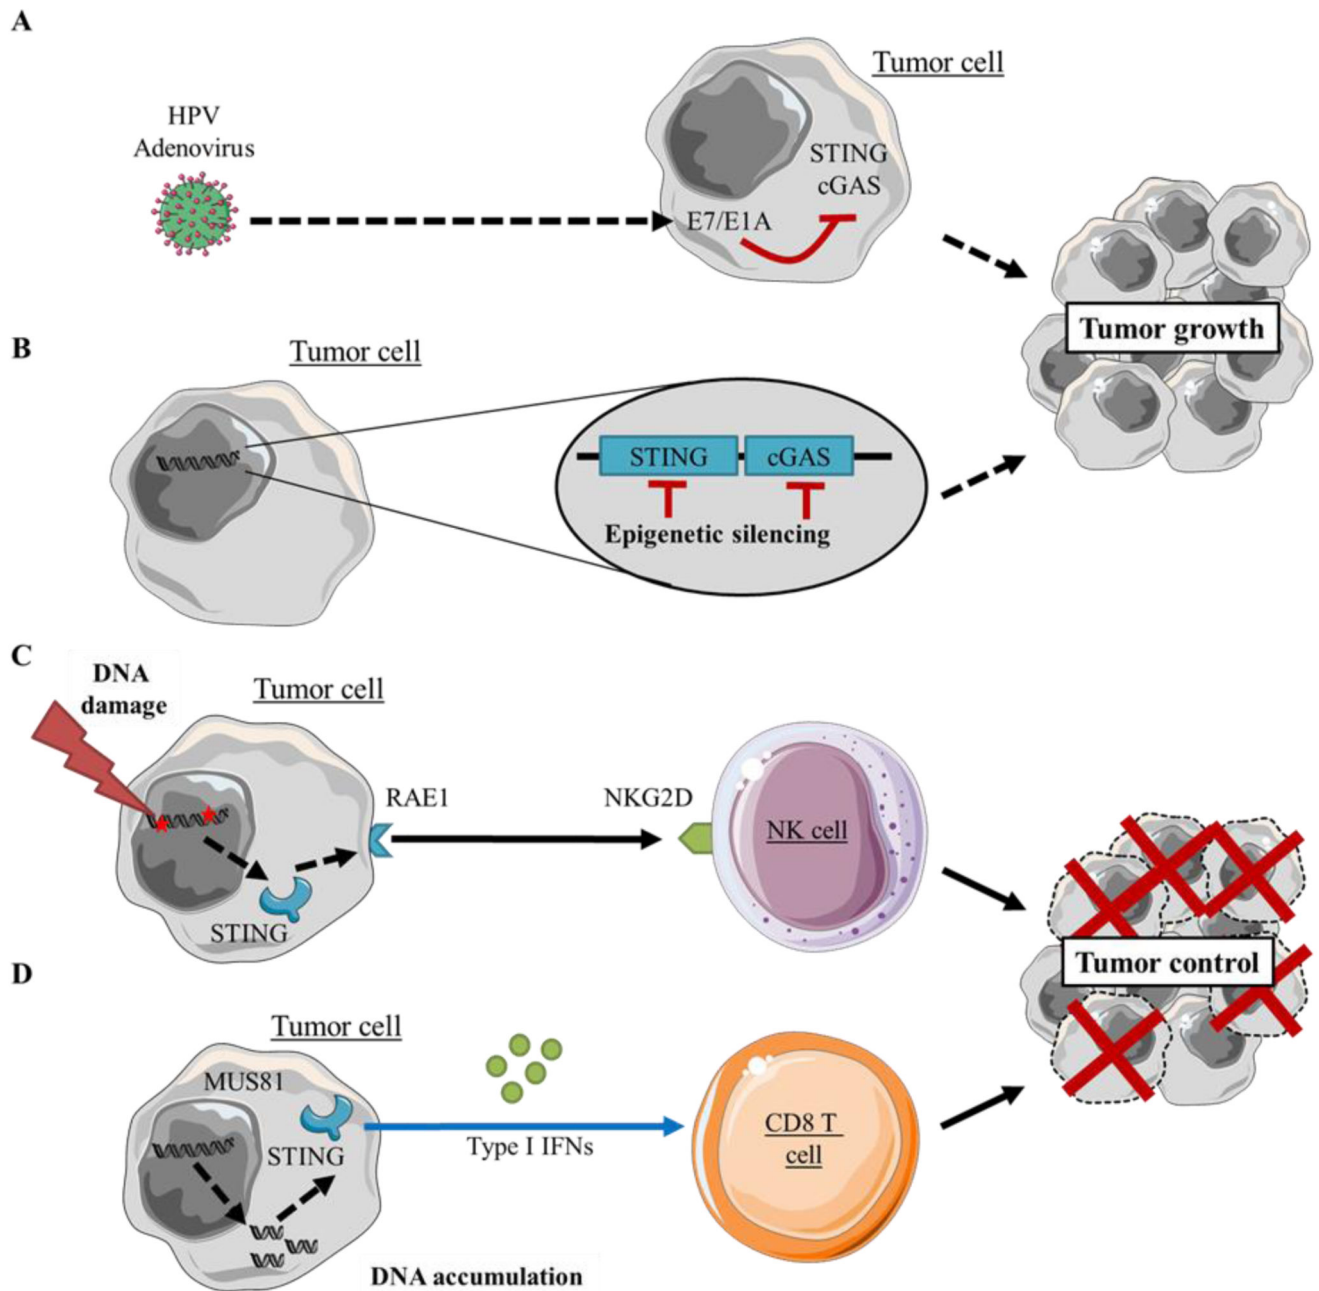 A
Tumor cell
HPV
Adenovirus
STING
cGAS
E7/E1A
Tumor growth
B
Tumor cell
STING
cGAS
Epigenetic silencing
C
DNA
damage
Tumor cell
RAE1
NKG2D
NK cell
STING
Tumor control
D
Tumor cell
MUS81
STING
Type I IFNs
CD8 T
cell
DNA accumulation